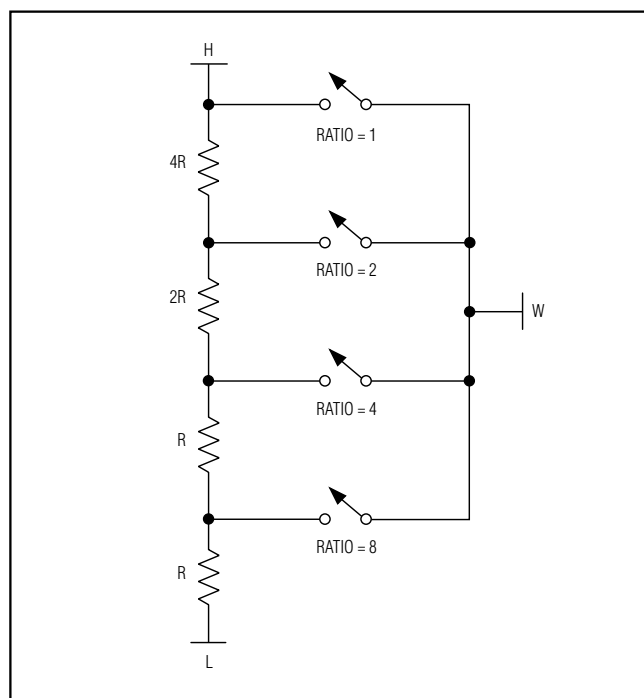 H
RATIO = 1
4R
RATIO = 2
2R
W
RATIO = 4
R
RATIO = 8
R
L